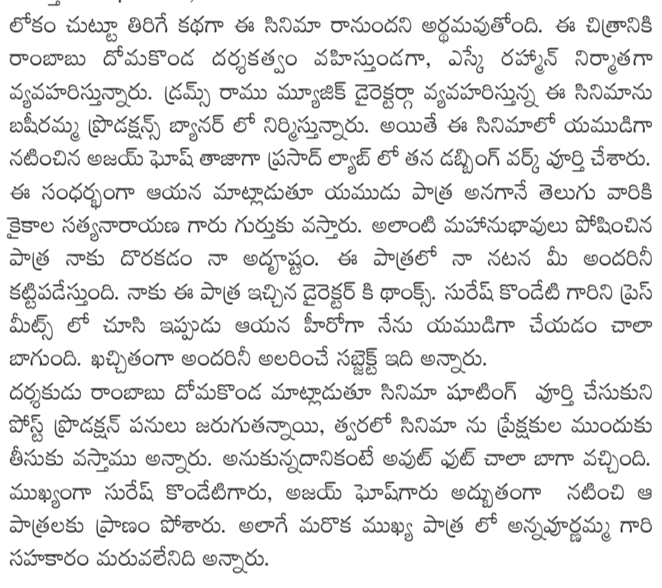 లోకం చుట్టూ తిరిగే కథగా ఈ సినిమా రానుందని అర్థమవుతోంది. ఈ చిత్రానికి
రాంబాబు దోమకొండ దర్శకత్వం వహిస్తుండగా, ఎస్కే రహ్మాన్ నిర్మాతగా
వ్యవహరిస్తున్నారు. డ్రమ్స్ రాము మ్యూజిక్ డైరెక్టర్గా వ్యవహరిస్తున్న ఈ సినిమాను
బషీరమ్మ ప్రొడక్షన్స్ బ్యానర్ లో నిర్మిస్తున్నారు. అయితే ఈ సినిమాలో యముడిగా
నటించిన అజయ్ ఘోష్ తాజాగా ప్రసాద్ ల్యాబ్ లో తన డబ్బింగ్ వర్క్ పూర్తి చేశారు.
ఈ సందర్భంగా ఆయన మాట్లాడుతూ యముడు పాత్ర అనగానే తెలుగు వారికి
కైకాల సత్యనారాయణ గారు గుర్తుకు వస్తారు. అలాంటి మహానుభావులు పోషించిన
పాత్ర నాకు దొరకడం నా అదృష్టం. ఈ పాత్రలో నా నటన మీ అందరినీ
కట్టిపడేస్తుంది. నాకు ఈ పాత్ర ఇచ్చిన డైరెక్టర్ కి థాంక్స్. సురేష్ కొండేటి గారిని ప్రెస్
మీట్స్ లో చూసి ఇప్పుడు ఆయన హీరోగా నేను యముడిగా చేయడం చాలా
బాగుంది. ఖచ్చితంగా అందరినీ అలరించే సబ్జెక్ట్ ఇది అన్నారు.
దర్శకుడు రాంబాబు దోమకొండ మాట్లాడుతూ సినిమా షూటింగ్ పూర్తి చేసుకుని
పోస్ట్ ప్రొడక్షన్ పనులు జరుగుతన్నాయి, త్వరలో సినిమా ను ప్రేక్షకుల ముందుకు
తీసుకు వస్తాము అన్నారు. అనుకున్నదానికంటే అవుట్ ఫుట్ చాలా బాగా వచ్చింది.
ముఖ్యంగా సురేష్ కొండేటిగారు, అజయ్ ఘోష్‌గారు అద్బుతంగా నటించి ఆ
పాత్రలకు ప్రాణం పోశారు. అలాగే మరొక ముఖ్య పాత్ర లో అన్నపూర్ణమ్మ గారి
సహకారం మరువలేనిది అన్నారు.